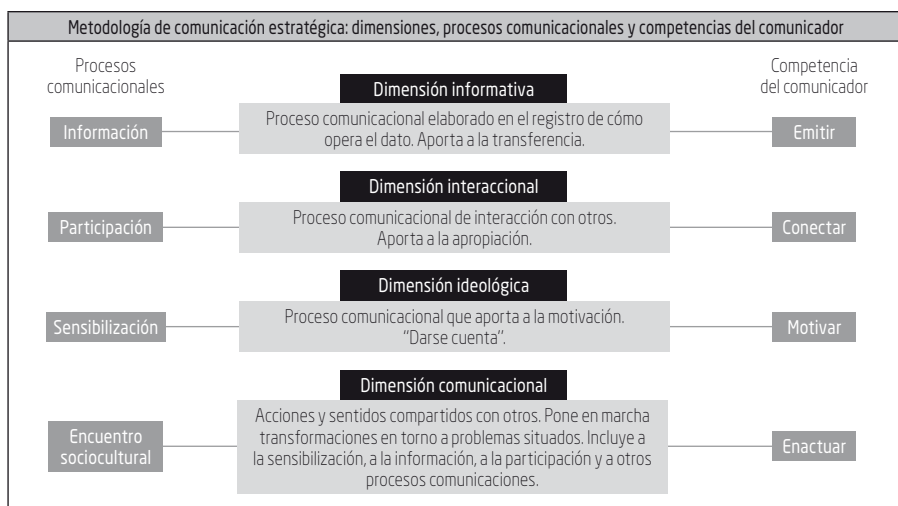 Metodología de comunicación estratégica: dimensiones, procesos comunicacionales y competencias del comunicador
Procesos
comunicacionales
Competencia
del comunicador
Dimensión informativa
Información
Proceso comunicacional elaborado en el registro de cómo
opera el dato. Aporta a la transferencia.
Emitir
Dimensión interaccional
Participación
Proceso comunicacional de interacción con otros.
Aporta a la apropiación.
Conectar
Dimensión ideológica
Sensibilización
Proceso comunicacional que aporta a la motivación.
"Darse cuenta".
Motivar
Dimensión comunicacional
Encuentro
sociocultural
Acciones y sentidos compartidos con otros. Pone en marcha
transformaciones en torno a problemas situados. Incluye a
la sensibilización, a la información, a la participación y a otros
procesos comunicaciones.
Enactuar